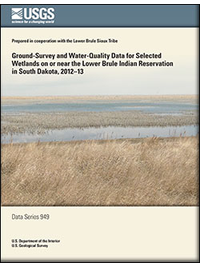 USGS
science for a changing world
Prepared in cooperation with the Lower Brule Sioux Tribe
Ground-Survey and Water-Quality Data for Selected
Wetlands on or near the Lower Brule Indian Reservation
in South Dakota, 2012–13
Data Series 949
U.S. Department of the Interior
U.S. Geological Survey